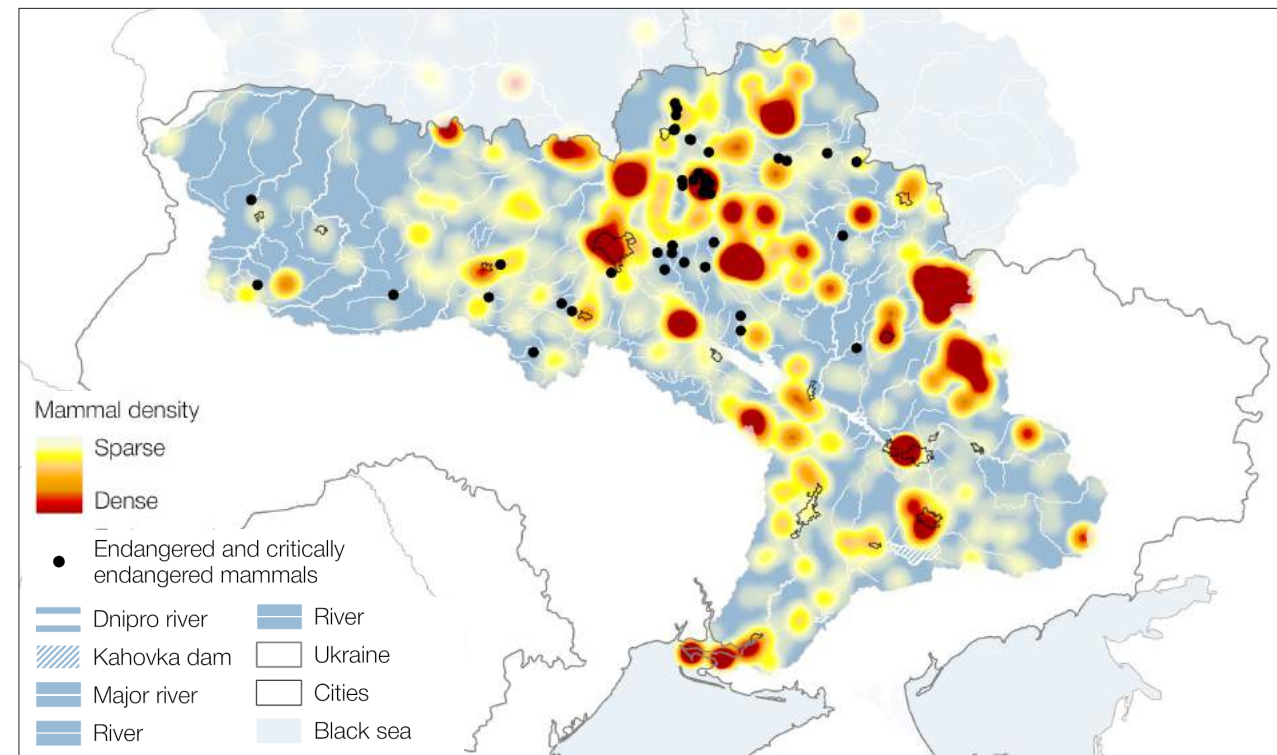 Mammal density
Sparse
Dense
Endangered and critically
endangered mammals
Dnipro river
Kahovka dam
Major river
River
River
Ukraine
Cities
Black sea